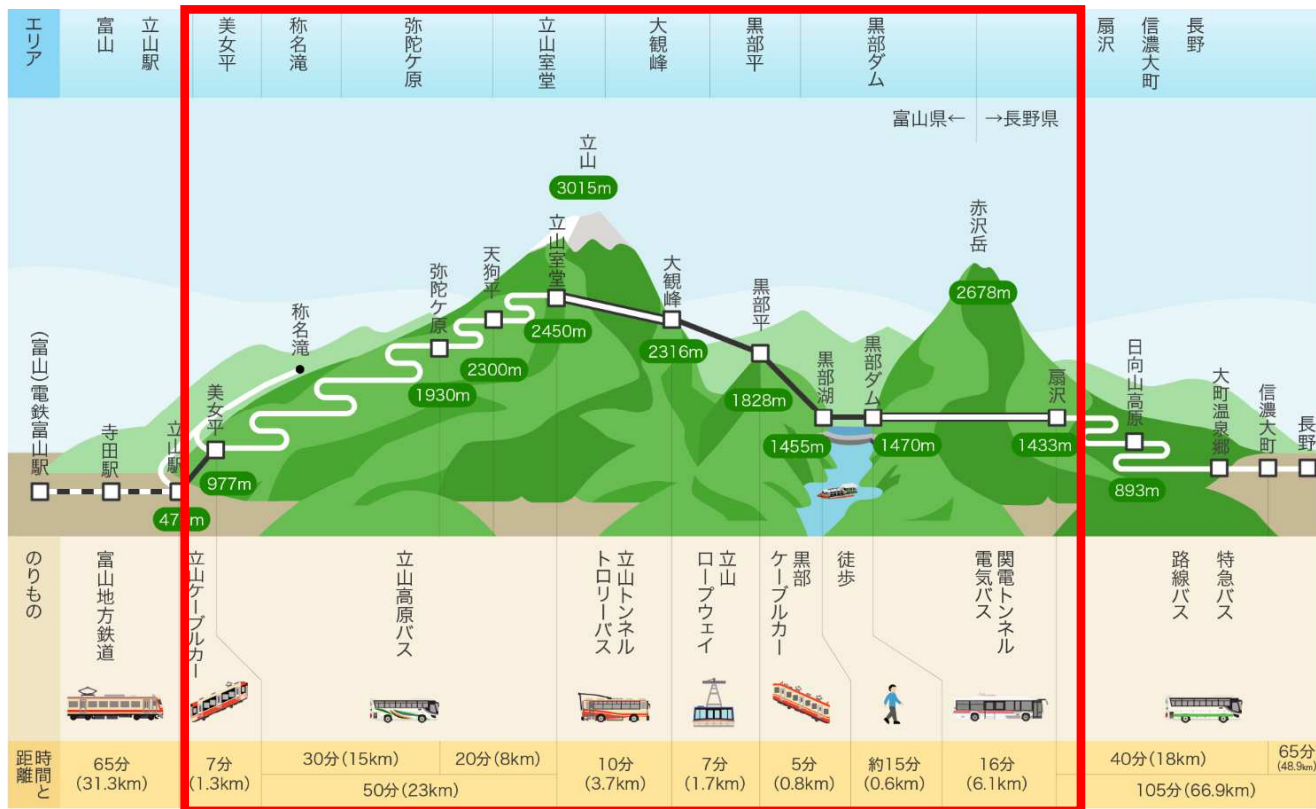 エリア
富山
立山駅
美女平
称名滝
弥陀ケ原
立山室堂
大観峰
黒部平
黒部ダム
扇沢
信濃大町
長野
富山県← →長野県
立山
3015m
赤沢岳
2678m
(富山)電鉄富山駅
寺田駅
立山駅
美女平
977m
称名滝
弥陀ケ原
1930m
天狗平
2300m
立山室堂
2450m
大観峰
2316m
黒部平
1828m
黒部湖
1455m
黒部ダム
1470m
扇沢
1433m
日向山高原
893m
大町温泉郷
信濃大町
長野
のりもの
富山地方鉄道
立山ケーブルカー
立山高原バス
立山トンネル
トロリーバス
立山
ロープウェイ
黒部
ケーブルカー
徒歩
関電トンネル
電気バス
特急バス
路線バス
時間と
距離
65分
(31.3km)
7分
(1.3km)
30分(15km)
20分(8km)
50分(23km)
10分
(3.7km)
7分
(1.7km)
5分
(0.8km)
約15分
(0.6km)
16分
(6.1km)
40分(18km)
65分
(48.9km)
105分(66.9km)